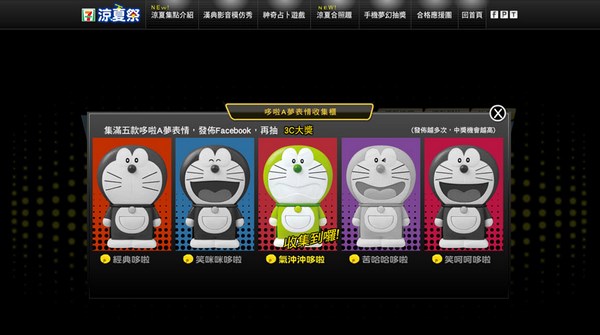 7 ELEVEN 涼夏祭
NEW! 涼夏集點介紹
漢典影音模仿秀
神奇占卜遊戲
NEW! 涼夏合照趣
手機夢幻抽獎
合格應援團
回首頁
F P T
哆啦A夢表情收集櫃
X
集滿五款哆啦A夢表情，發佈Facebook，再抽 3C大獎
(發佈越多次，中獎機會越高)
收集到囉!
經典哆啦
笑咪咪哆啦
氣沖沖哆啦
苦哈哈哆啦
笑呵呵哆啦